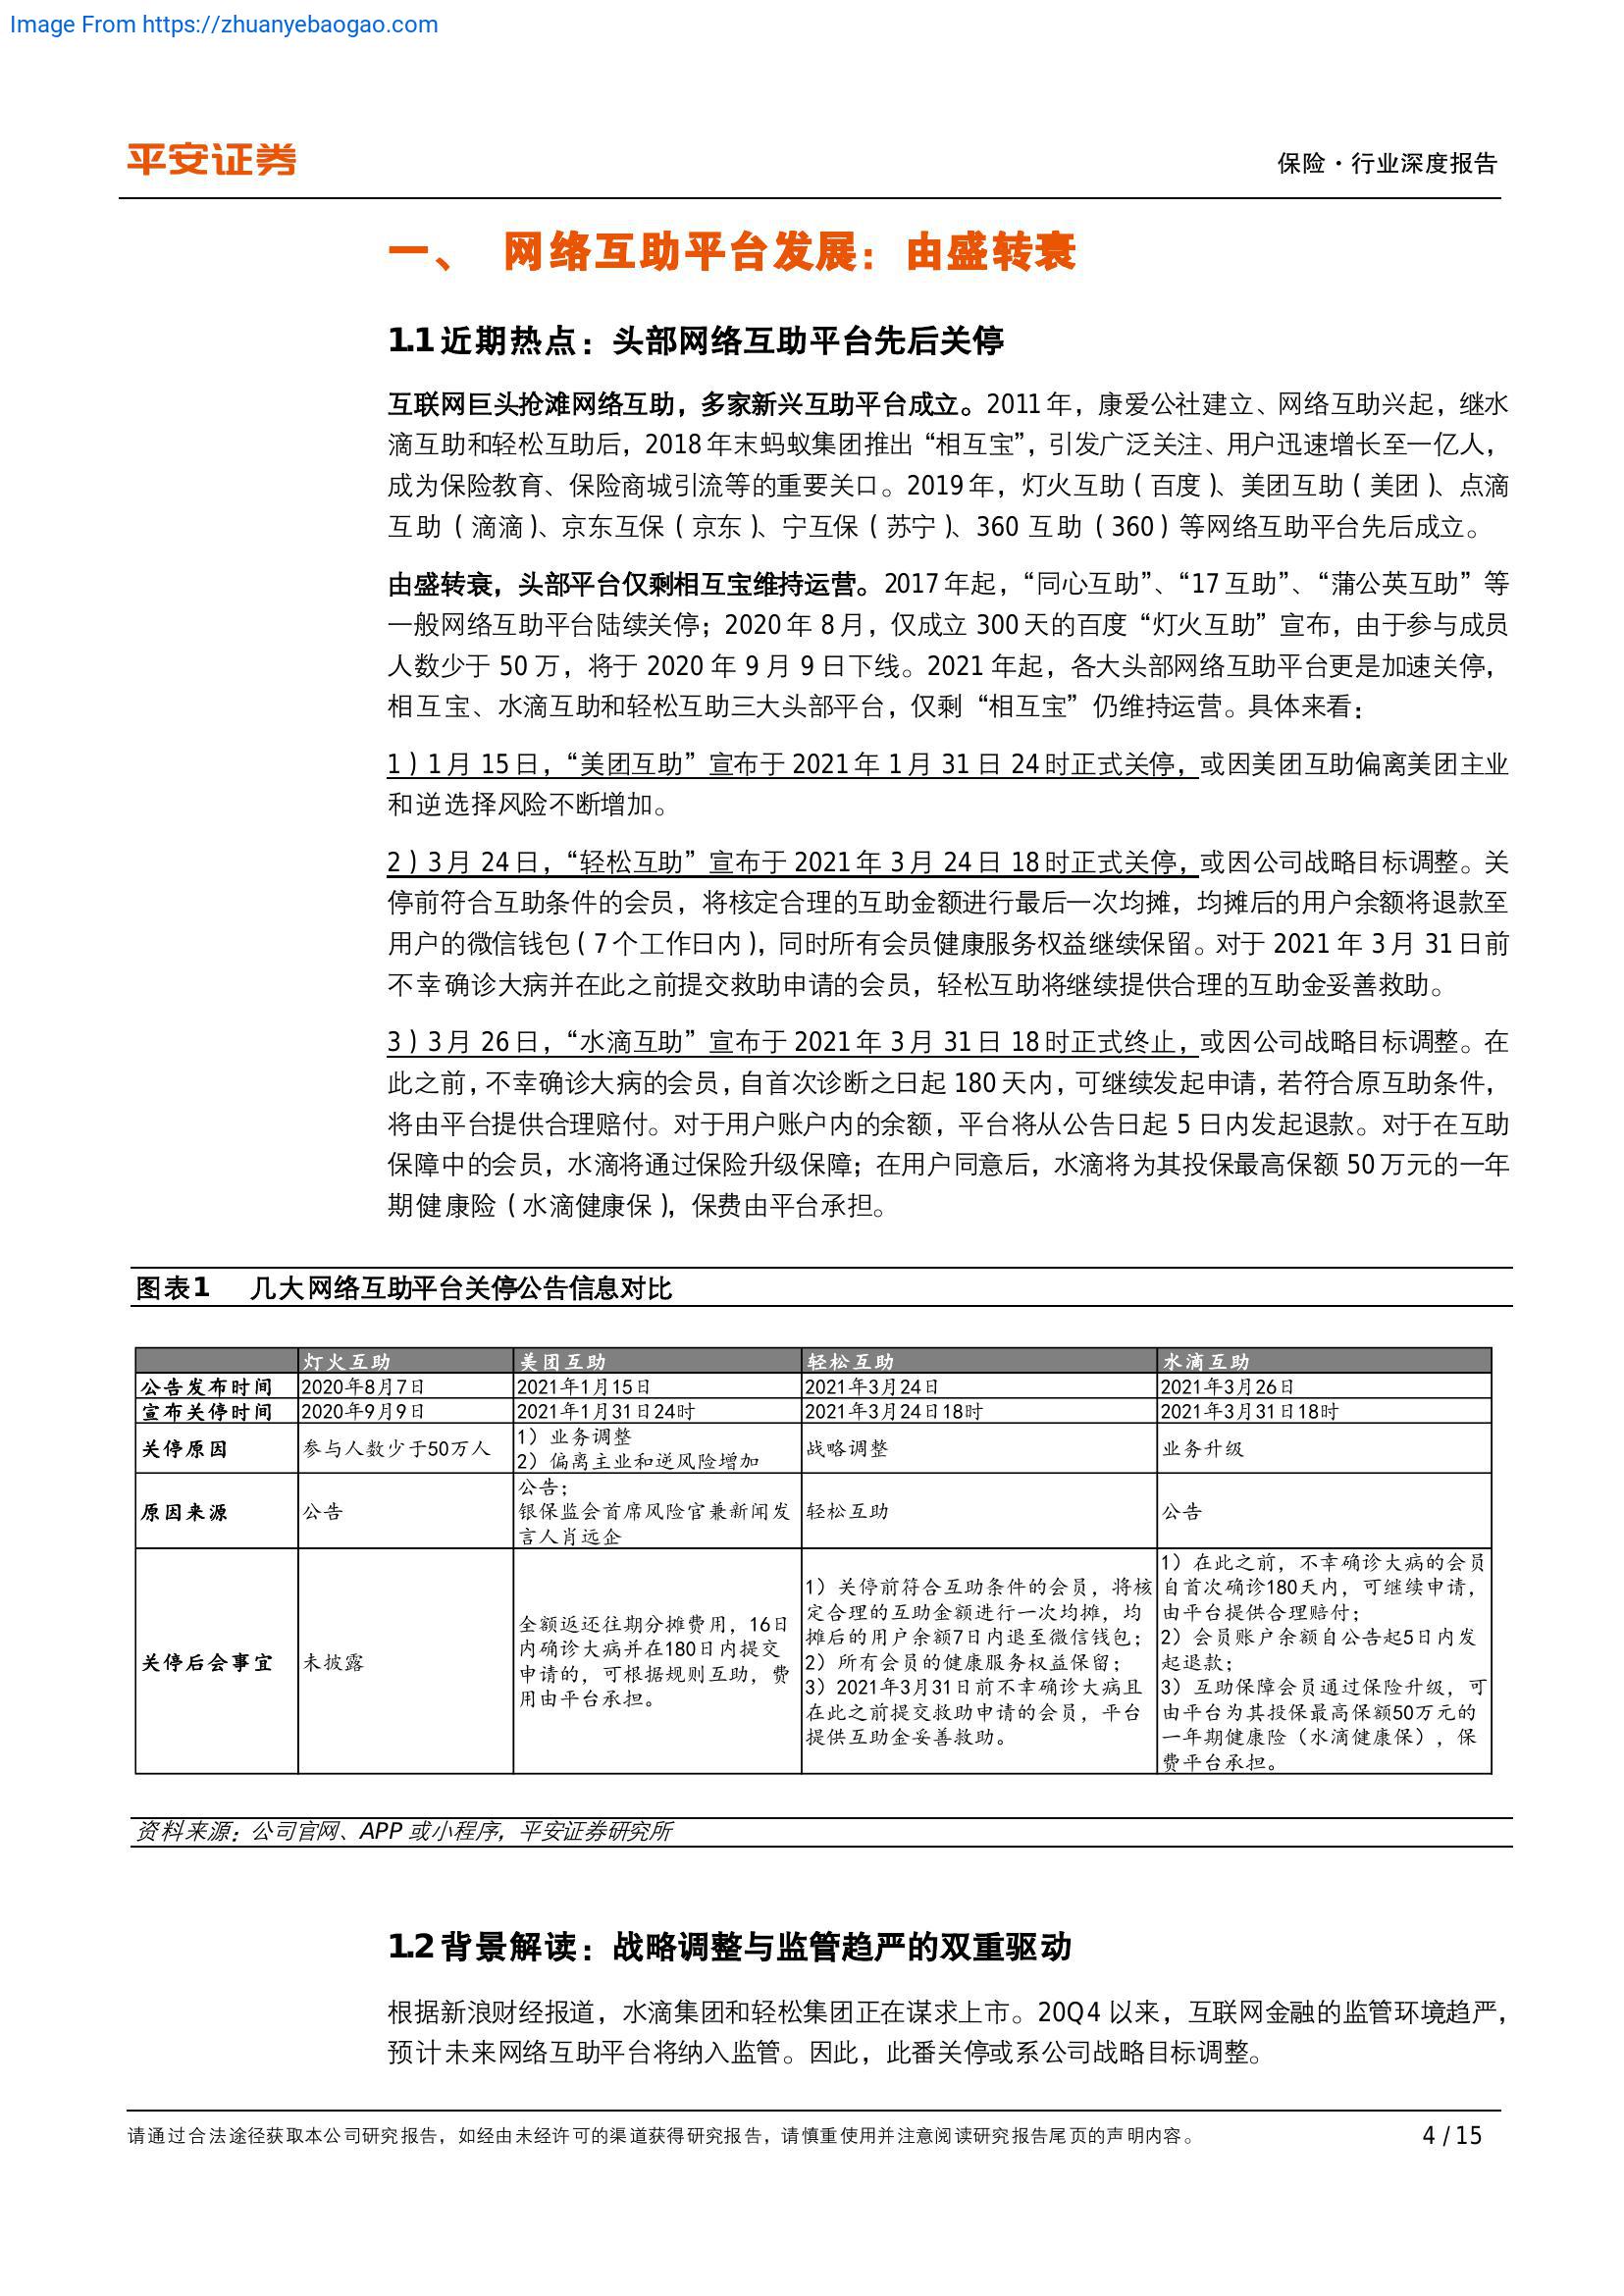 Image From https://zhuanyebaogao.com
平安证券
保险·行业深度报告
一、 网络互助平台发展：由盛转衰
1.1 近期热点：头部网络互助平台先后关停
互联网巨头抢滩网络互助，多家新兴互助平台成立。2011 年，康爱公社建立、网络互助兴起，继水
滴互助和轻松互助后，2018 年末蚂蚁集团推出“相互宝”，引发广泛关注、用户迅速增长至一亿人，
成为保险教育、保险商城引流等的重要关口。2019 年，灯火互助（百度）、美团互助（美团）、点滴
互助（滴滴）、京东互保（京东）、宁互保（苏宁）、360 互助（360）等网络互助平台先后成立。
由盛转衰，头部平台仅剩相互宝维持运营。2017 年起，“同心互助”、“17 互助”、“蒲公英互助”等
一般网络互助平台陆续关停；2020 年 8 月，仅成立 300 天的百度“灯火互助”宣布，由于参与成员
人数少于 50 万，将于 2020 年 9 月 9 日下线。2021 年起，各大头部网络互助平台更是加速关停，
相互宝、水滴互助和轻松互助三大头部平台，仅剩“相互宝”仍维持运营。具体来看：
1）1 月 15 日，“美团互助”宣布于 2021 年 1 月 31 日 24 时正式关停，或因美团互助偏离美团主业
和逆选择风险不断增加。
2）3 月 24 日，“轻松互助”宣布于 2021 年 3 月 24 日 18 时正式关停，或因公司战略目标调整。关
停前符合互助条件的会员，将核定合理的互助金额进行最后一次均摊，均摊后的用户余额将退款至
用户的微信钱包（7 个工作日内），同时所有会员健康服务权益继续保留。对于 2021 年 3 月 31 日前
不幸确诊大病并在此之前提交救助申请的会员，轻松互助将继续提供合理的互助金妥善救助。
3）3 月 26 日，“水滴互助”宣布于 2021 年 3 月 31 日 18 时正式终止，或因公司战略目标调整。在
此之前，不幸确诊大病的会员，自首次诊断之日起 180 天内，可继续发起申请，若符合原互助条件，
将由平台提供合理赔付。对于用户账户内的余额，平台将从公告日起 5 日内发起退款。对于在互助
保障中的会员，水滴将通过保险升级保障；在用户同意后，水滴将为其投保最高保额 50 万元的一年
期健康险（水滴健康保），保费由平台承担。
图表1 几大网络互助平台关停公告信息对比
灯火互助 美团互助 轻松互助 水滴互助
公告发布时间 2020年8月7日 2021年1月15日 2021年3月24日 2021年3月26日
宣布关停时间 2020年9月9日 2021年1月31日24时 2021年3月24日18时 2021年3月31日18时
关停原因
参与人数少于50万人
1）业务调整
2）偏离主业和逆风险增加
战略调整
业务升级
原因来源
公告
公告；
银保监会首席风险官兼新闻发
言人肖远企
轻松互助
公告
关停后会事宜
未披露
全额返还往期分摊费用，16日
内确诊大病并在180日内提交
申请的，可根据规则互助，费
用由平台承担。
1）关停前符合互助条件的会员，将核
定合理的互助金额进行一次均摊，均
摊后的用户余额7日内退至微信钱包；
2）所有会员的健康服务权益保留；
3）2021年3月31日前不幸确诊大病且
在此之前提交救助申请的会员，平台
提供互助金妥善救助。
1）在此之前，不幸确诊大病的会员
自首次确诊180天内，可继续申请，
由平台提供合理赔付；
2）会员账户余额自公告起5日内发
起退款；
3）互助保障会员通过保险升级，可
由平台为其投保最高保额50万元的
一年期健康险（水滴健康保），保
费平台承担。
资料来源：公司官网、APP 或小程序，平安证券研究所
1.2 背景解读：战略调整与监管趋严的双重驱动
根据新浪财经报道，水滴集团和轻松集团正在谋求上市。20Q4 以来，互联网金融的监管环境趋严，
预计未来网络互助平台将纳入监管。因此，此番关停或系公司战略目标调整。
请通过合法途径获取本公司研究报告，如经由未经许可的渠道获得研究报告，请慎重使用并注意阅读研究报告尾页的声明内容。
4 / 15